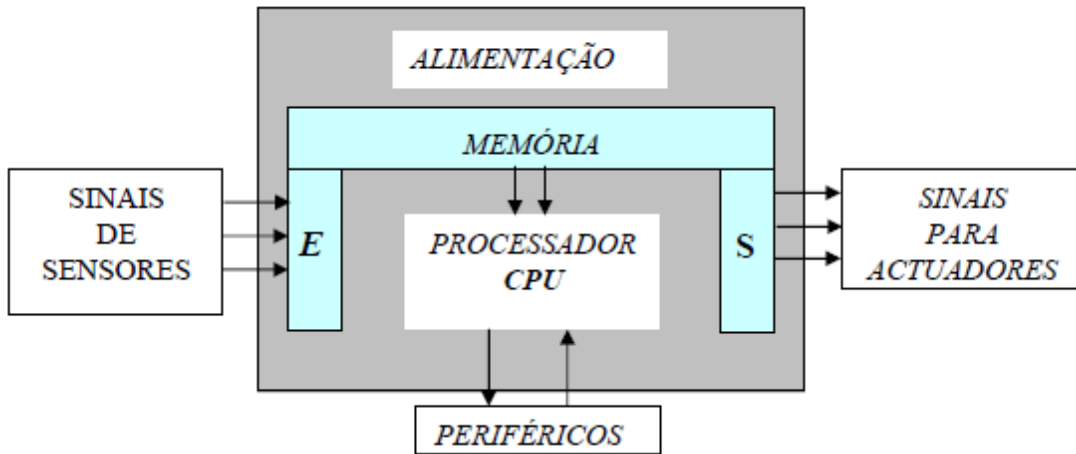 ALIMENTAÇÃO
MEMÓRIA
SINAIS
DE
SENSORES
E
PROCESSADOR
CPU
S
SINAIS
PARA
ACTUADORES
PERIFÉRICOS